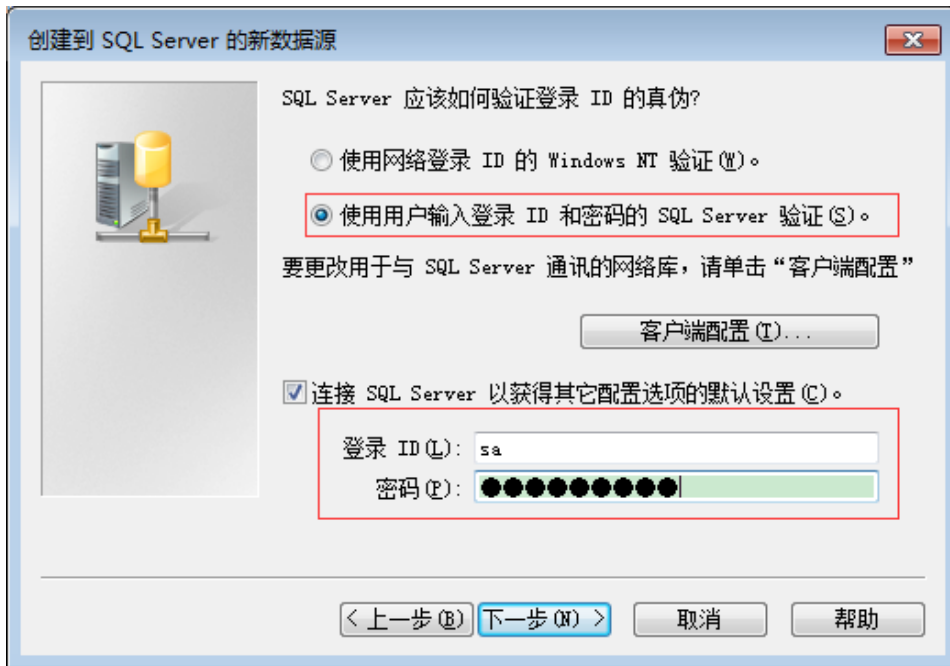 创建到 SQL Server 的新数据源
SQL Server 应该如何验证登录 ID 的真伪?
使用网络登录 ID 的 Windows NT 验证(W)。
使用用户输入登录 ID 和密码的 SQL Server 验证(S)。
要更改用于与 SQL Server 通讯的网络库，请单击“客户端配置”
客户端配置(T)...
连接 SQL Server 以获得其它配置选项的默认设置(C)。
登录 ID(L): sa
密码(P): ●●●●●●●●●
< 上一步(B) 下一步(N) > 取消 帮助